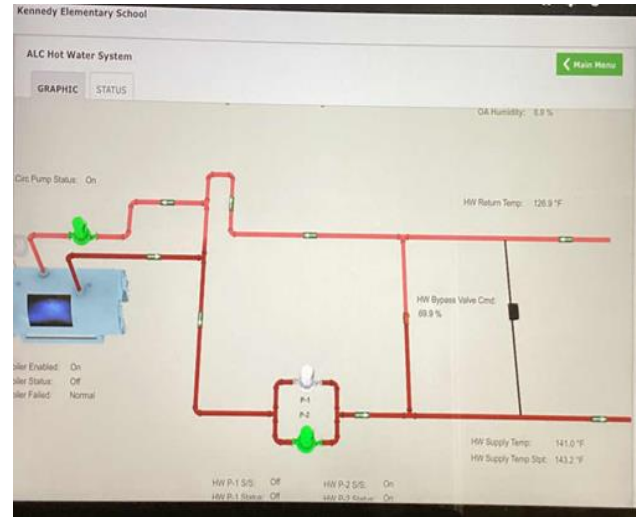 Kennedy Elementary School
ALC Hot Water System
Main Menu
GRAPHIC STATUS
OA Humidity: 8.8 %
Circ Pump Status: On
HW Return Temp: 126.9 °F
HW Bypass Valve Cmd:
69.9 %
oiler Enabled: On
oiler Status: Off
oiler Failed: Normal
HW Supply Temp: 141.0 °F
HW Supply Temp Stpt: 143.2 °F
HW P-1 S/S: Off HW P-2 S/S: On
HW P-1 Status: Off HW P-2 Status: On